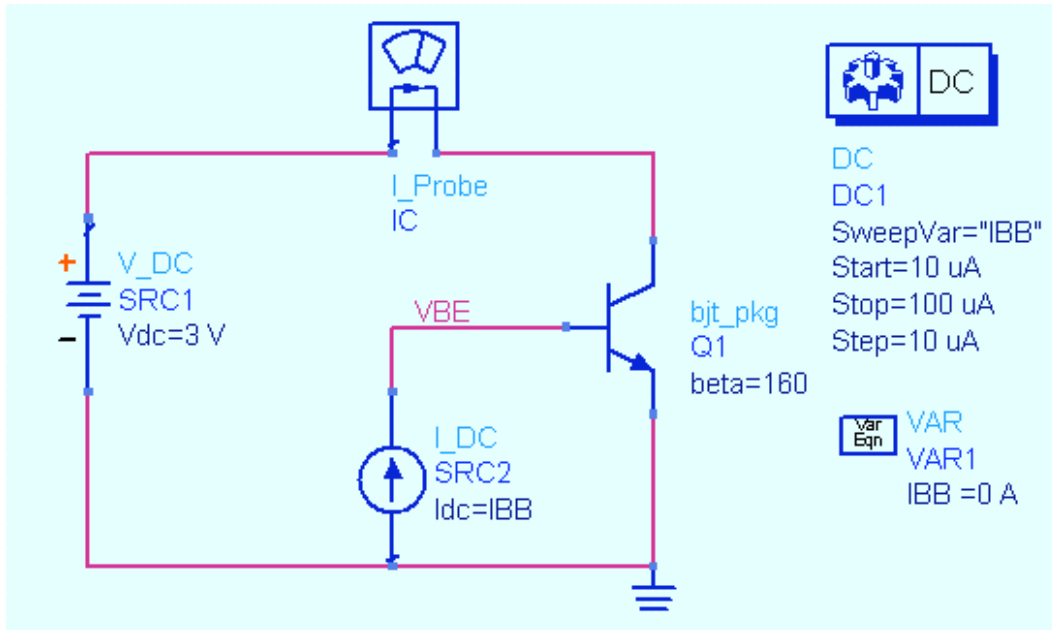 DC
I_Probe
IC
DC
DC1
SweepVar="IBB"
Start=10 uA
Stop=100 uA
Step=10 uA
+
V_DC
SRC1
Vdc=3 V
-
VBE
bjt_pkg
Q1
beta=160
I_DC
SRC2
Idc=IBB
Var
Eqn
VAR
VAR1
IBB =0 A